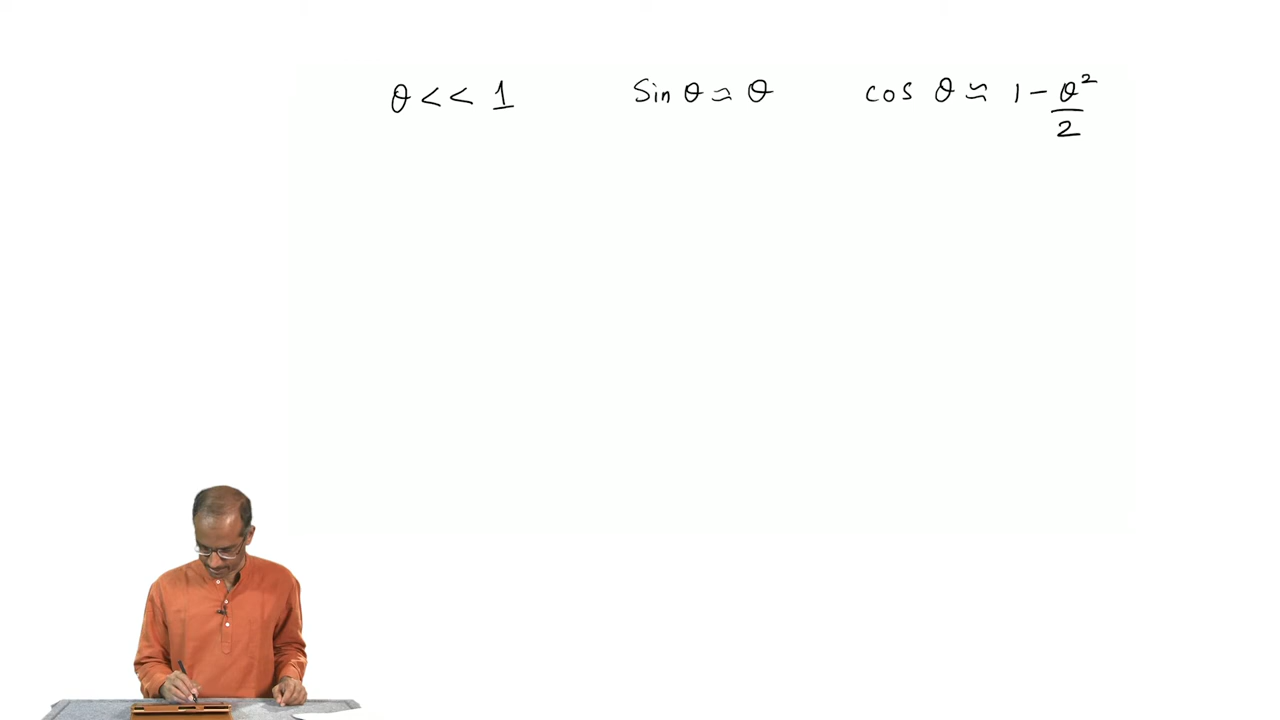 θ << 1 Sin θ ≈ θ cos θ ≈ 1 - θ²/2